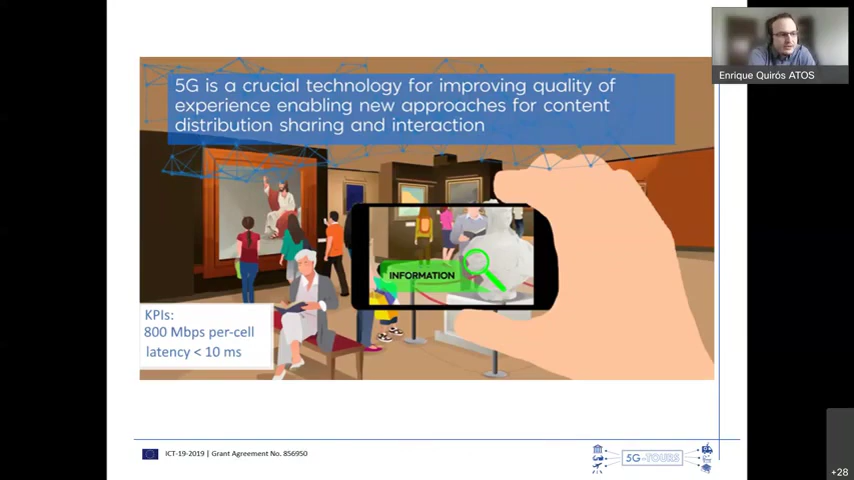 5G is a crucial technology for improving quality of
experience enabling new approaches for content
distribution sharing and interaction
Enrique Quirós ATOS
INFORMATION
KPIs:
800 Mbps per-cell
latency < 10 ms
ICT-19-2019 | Grant Agreement No. 856950
5G-TOURS
+28